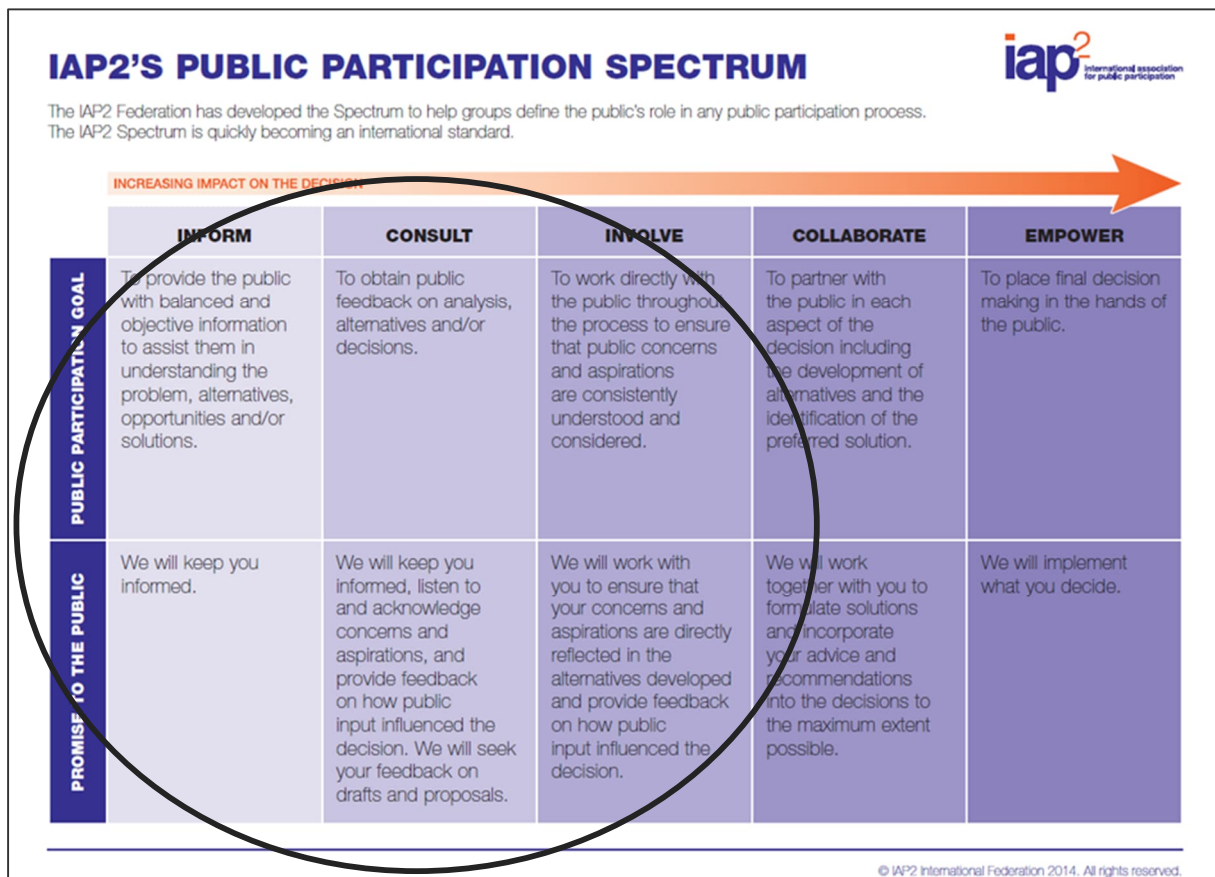 IAP2'S PUBLIC PARTICIPATION SPECTRUM
iap2
international association
for public participation
The IAP2 Federation has developed the Spectrum to help groups define the public's role in any public participation process.
The IAP2 Spectrum is quickly becoming an international standard.
INCREASING IMPACT ON THE DECISION
INFORM
CONSULT
INVOLVE
COLLABORATE
EMPOWER
PUBLIC PARTICIPATION GOAL
To provide the public
with balanced and
objective information
to assist them in
understanding the
problem, alternatives,
opportunities and/or
solutions.
To obtain public
feedback on analysis,
alternatives and/or
decisions.
To work directly with
the public throughout
the process to ensure
that public concerns
and aspirations
are consistently
understood and
considered.
To partner with
the public in each
aspect of the
decision including
the development of
alternatives and the
identification of the
preferred solution.
To place final decision
making in the hands of
the public.
PROMISE TO THE PUBLIC
We will keep you
informed.
We will keep you
informed, listen to
and acknowledge
concerns and
aspirations, and
provide feedback
on how public
input influenced the
decision. We will seek
your feedback on
drafts and proposals.
We will work with
you to ensure that
your concerns and
aspirations are directly
reflected in the
alternatives developed
and provide feedback
on how public
input influenced the
decision.
We will work
together with you to
formulate solutions
and incorporate
your advice and
recommendations
into the decisions to
the maximum extent
possible.
We will implement
what you decide.
© IAP2 International Federation 2014. All rights reserved.